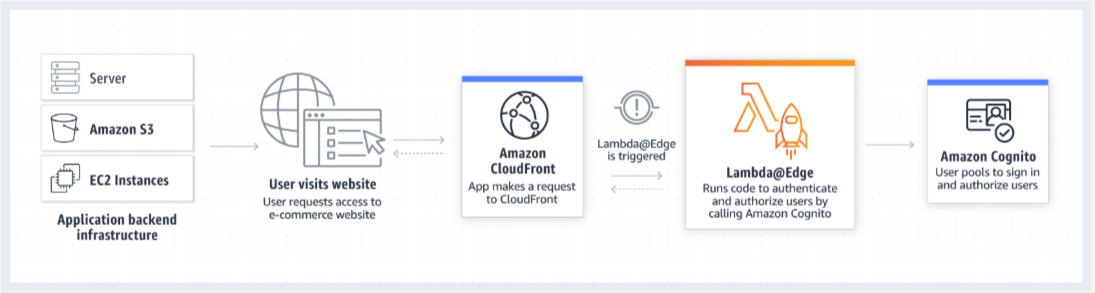 Server
Amazon S3
EC2 Instances
Application backend
infrastructure
User visits website
User requests access to
e-commerce website
Amazon
CloudFront
App makes a request
to CloudFront
Lambda@Edge
is triggered
Lambda@Edge
Runs code to authenticate
and authorize users by
calling Amazon Cognito
Amazon Cognito
User pools to sign in
and authorize users